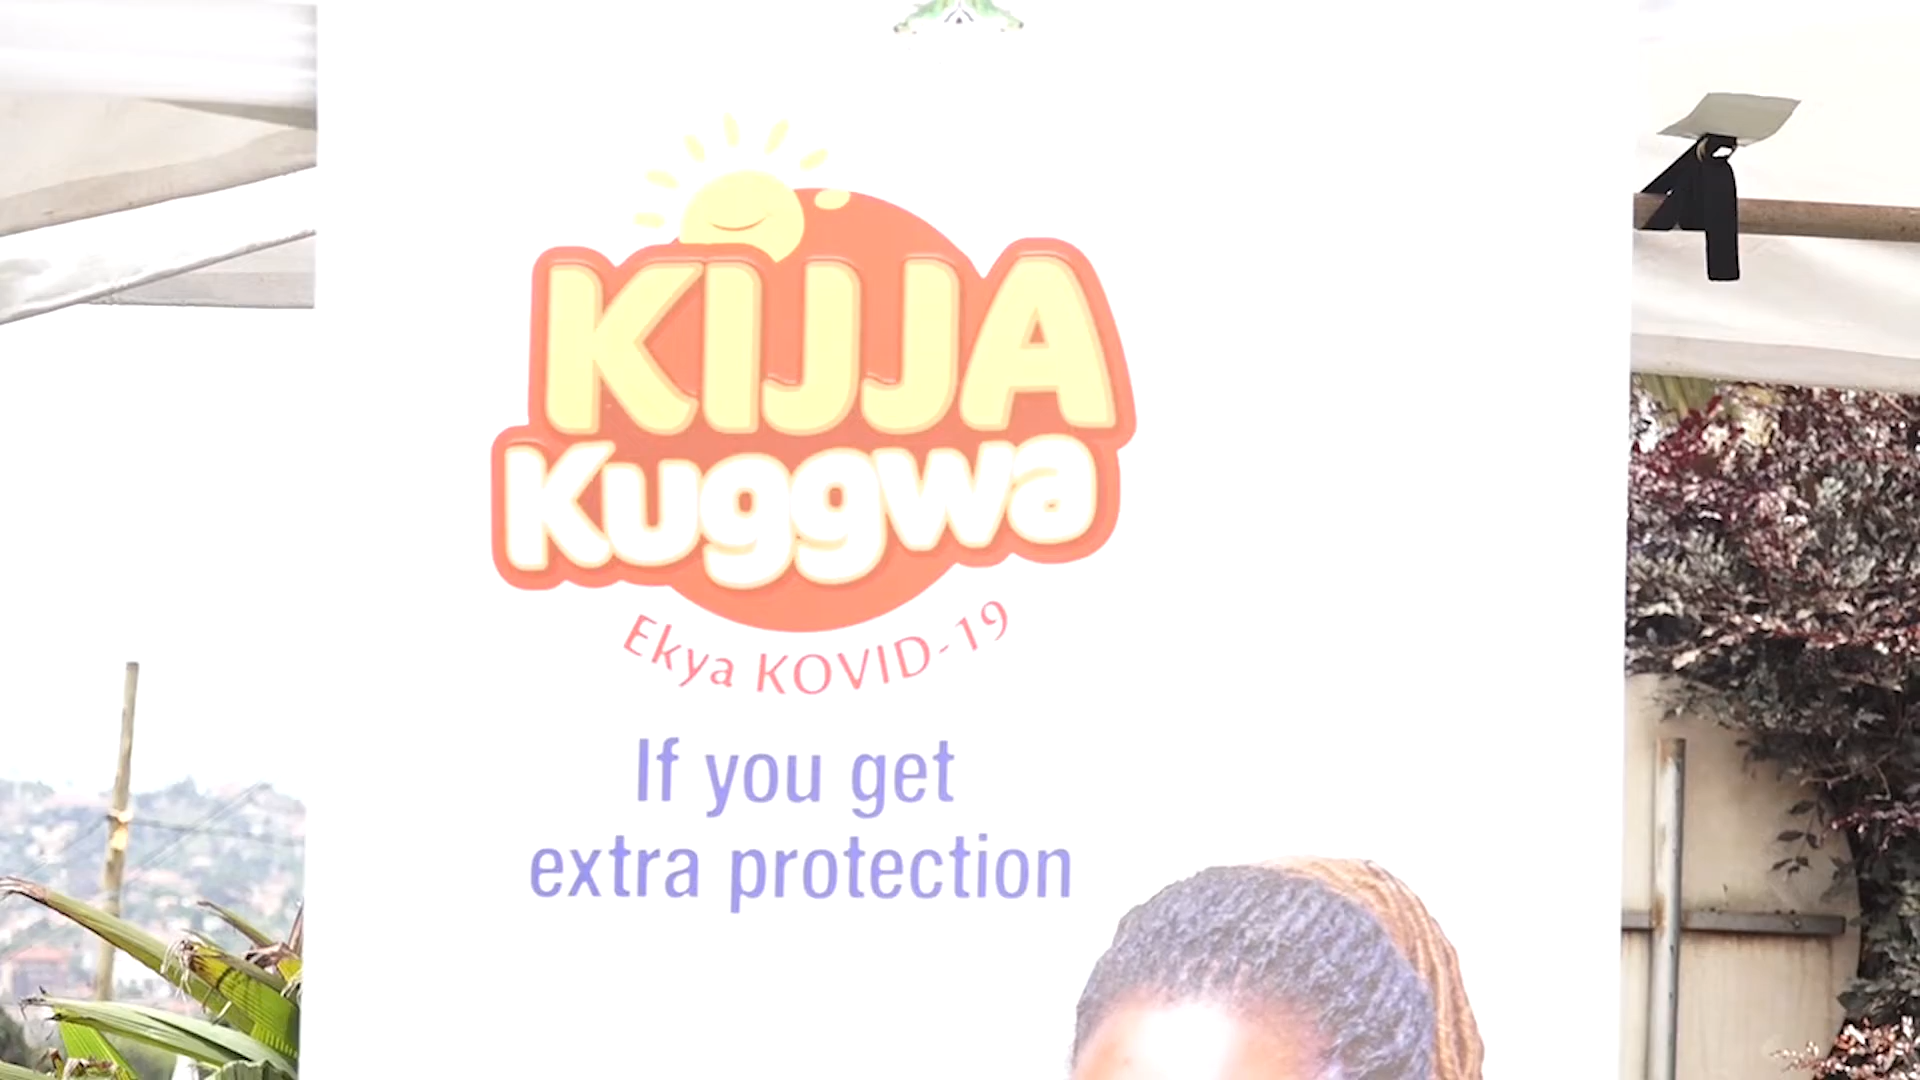 KIJJA
Kuggwa
Ekya KOVID-19
If you get
extra protection